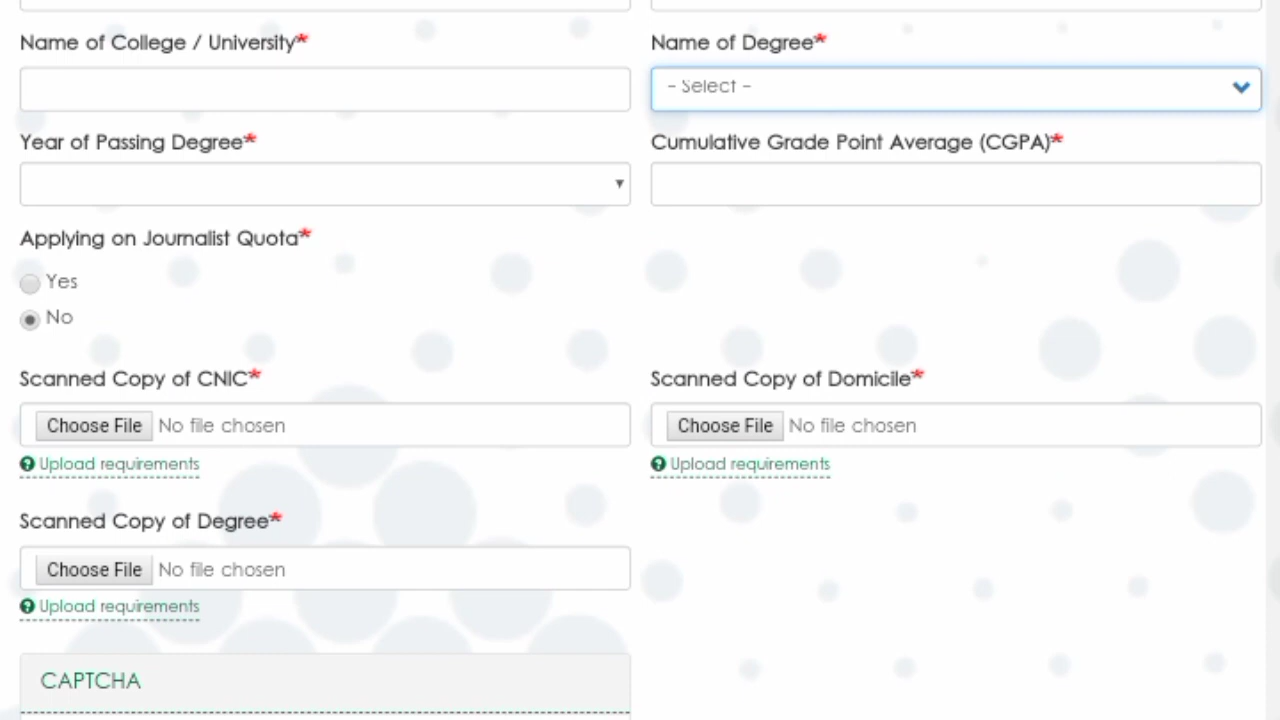 Name of College / University*
Name of Degree*
- Select -
Year of Passing Degree*
Cumulative Grade Point Average (CGPA)*
Applying on Journalist Quota*
Yes
No
Scanned Copy of CNIC*
Scanned Copy of Domicile*
Choose File No file chosen
Choose File No file chosen
Upload requirements
Upload requirements
Scanned Copy of Degree*
Choose File No file chosen
Upload requirements
CAPTCHA